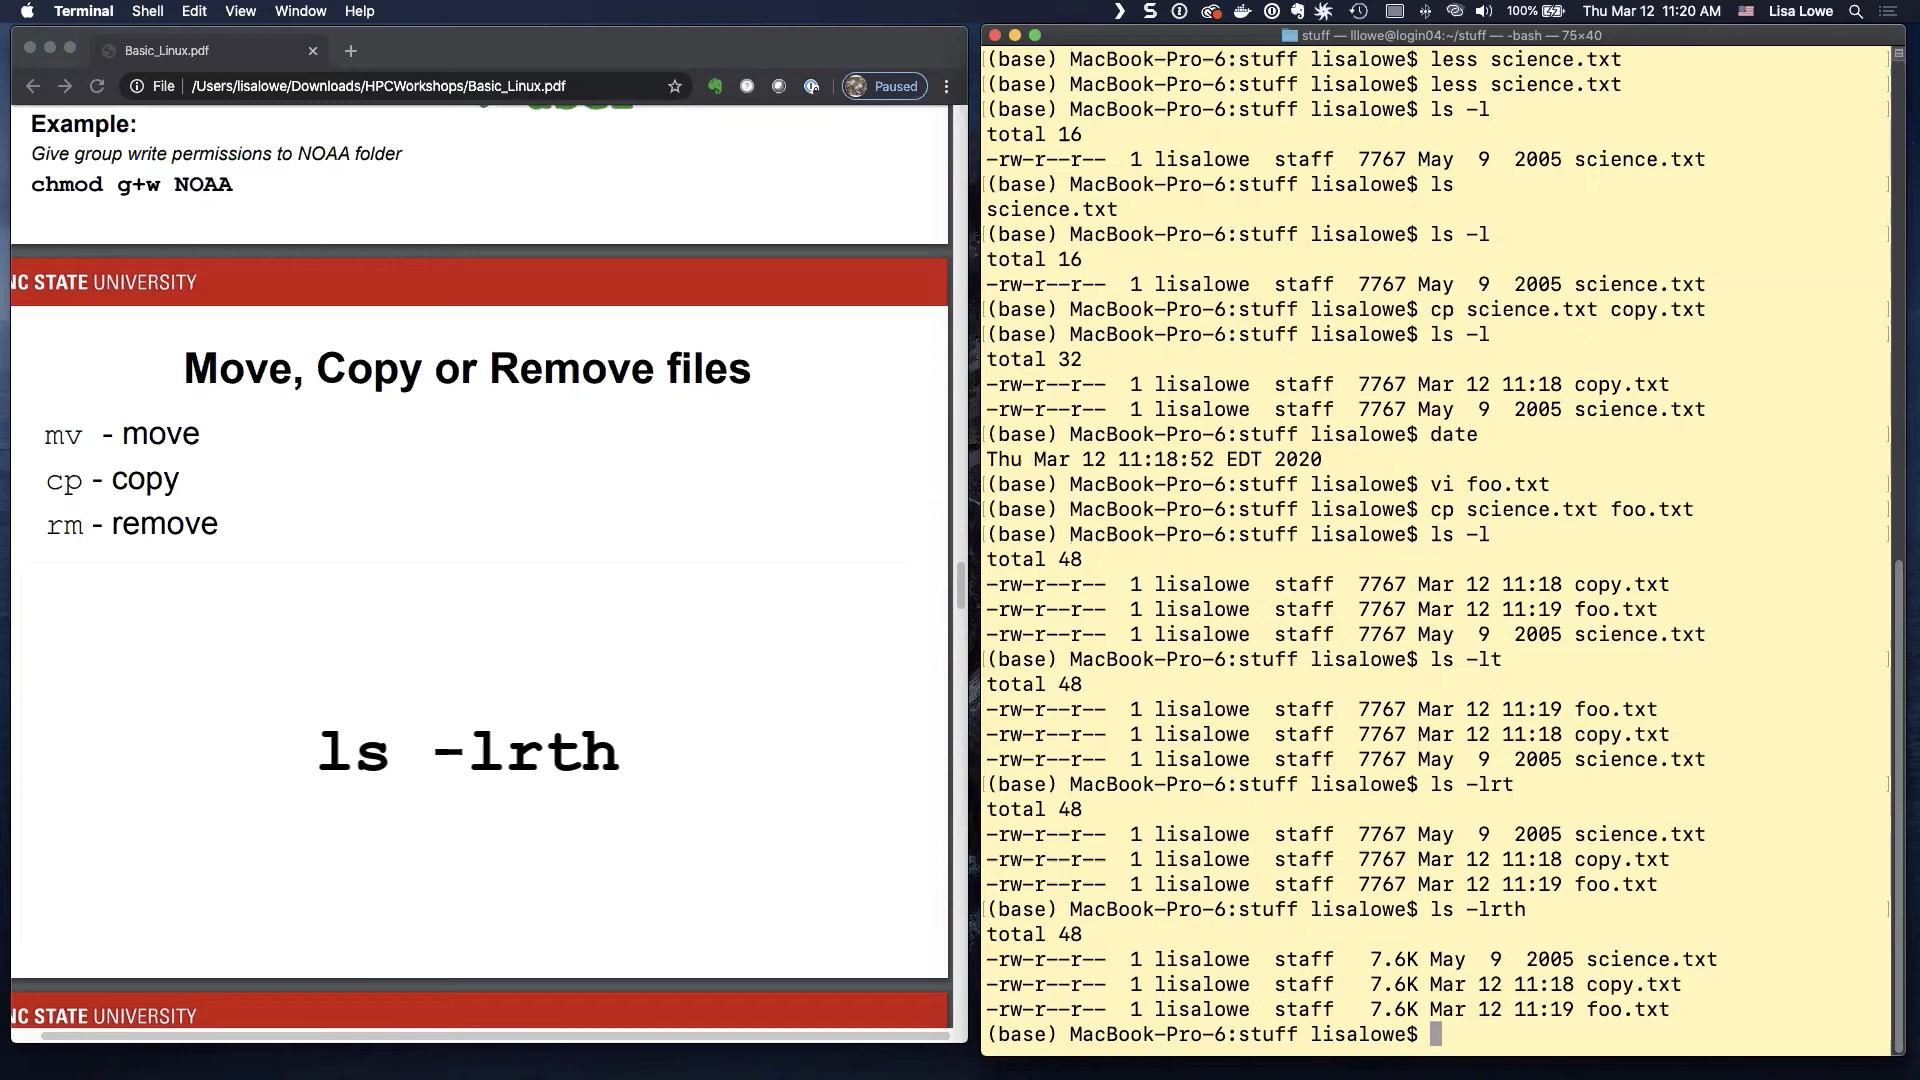 Terminal Shell Edit View Window Help
100% Thu Mar 12 11:20 AM Lisa Lowe
Basic_Linux.pdf
File /Users/lisalowe/Downloads/HPCWorkshops/Basic_Linux.pdf Paused
Example:
Give group write permissions to NOAA folder
chmod g+w NOAA
NC STATE UNIVERSITY
Move, Copy or Remove files
mv - move
cp - copy
rm - remove
ls -lrth
NC STATE UNIVERSITY
stuff — lllowe@login04:~/stuff — -bash — 75×40
(base) MacBook-Pro-6:stuff lisalowe$ less science.txt
(base) MacBook-Pro-6:stuff lisalowe$ less science.txt
(base) MacBook-Pro-6:stuff lisalowe$ ls -l
total 16
-rw-r--r-- 1 lisalowe staff 7767 May 9 2005 science.txt
(base) MacBook-Pro-6:stuff lisalowe$ ls
science.txt
(base) MacBook-Pro-6:stuff lisalowe$ ls -l
total 16
-rw-r--r-- 1 lisalowe staff 7767 May 9 2005 science.txt
(base) MacBook-Pro-6:stuff lisalowe$ cp science.txt copy.txt
(base) MacBook-Pro-6:stuff lisalowe$ ls -l
total 32
-rw-r--r-- 1 lisalowe staff 7767 Mar 12 11:18 copy.txt
-rw-r--r-- 1 lisalowe staff 7767 May 9 2005 science.txt
(base) MacBook-Pro-6:stuff lisalowe$ date
Thu Mar 12 11:18:52 EDT 2020
(base) MacBook-Pro-6:stuff lisalowe$ vi foo.txt
(base) MacBook-Pro-6:stuff lisalowe$ cp science.txt foo.txt
(base) MacBook-Pro-6:stuff lisalowe$ ls -l
total 48
-rw-r--r-- 1 lisalowe staff 7767 Mar 12 11:18 copy.txt
-rw-r--r-- 1 lisalowe staff 7767 Mar 12 11:19 foo.txt
-rw-r--r-- 1 lisalowe staff 7767 May 9 2005 science.txt
(base) MacBook-Pro-6:stuff lisalowe$ ls -lt
total 48
-rw-r--r-- 1 lisalowe staff 7767 Mar 12 11:19 foo.txt
-rw-r--r-- 1 lisalowe staff 7767 Mar 12 11:18 copy.txt
-rw-r--r-- 1 lisalowe staff 7767 May 9 2005 science.txt
(base) MacBook-Pro-6:stuff lisalowe$ ls -lrt
total 48
-rw-r--r-- 1 lisalowe staff 7767 May 9 2005 science.txt
-rw-r--r-- 1 lisalowe staff 7767 Mar 12 11:18 copy.txt
-rw-r--r-- 1 lisalowe staff 7767 Mar 12 11:19 foo.txt
(base) MacBook-Pro-6:stuff lisalowe$ ls -lrth
total 48
-rw-r--r-- 1 lisalowe staff 7.6K May 9 2005 science.txt
-rw-r--r-- 1 lisalowe staff 7.6K Mar 12 11:18 copy.txt
-rw-r--r-- 1 lisalowe staff 7.6K Mar 12 11:19 foo.txt
(base) MacBook-Pro-6:stuff lisalowe$